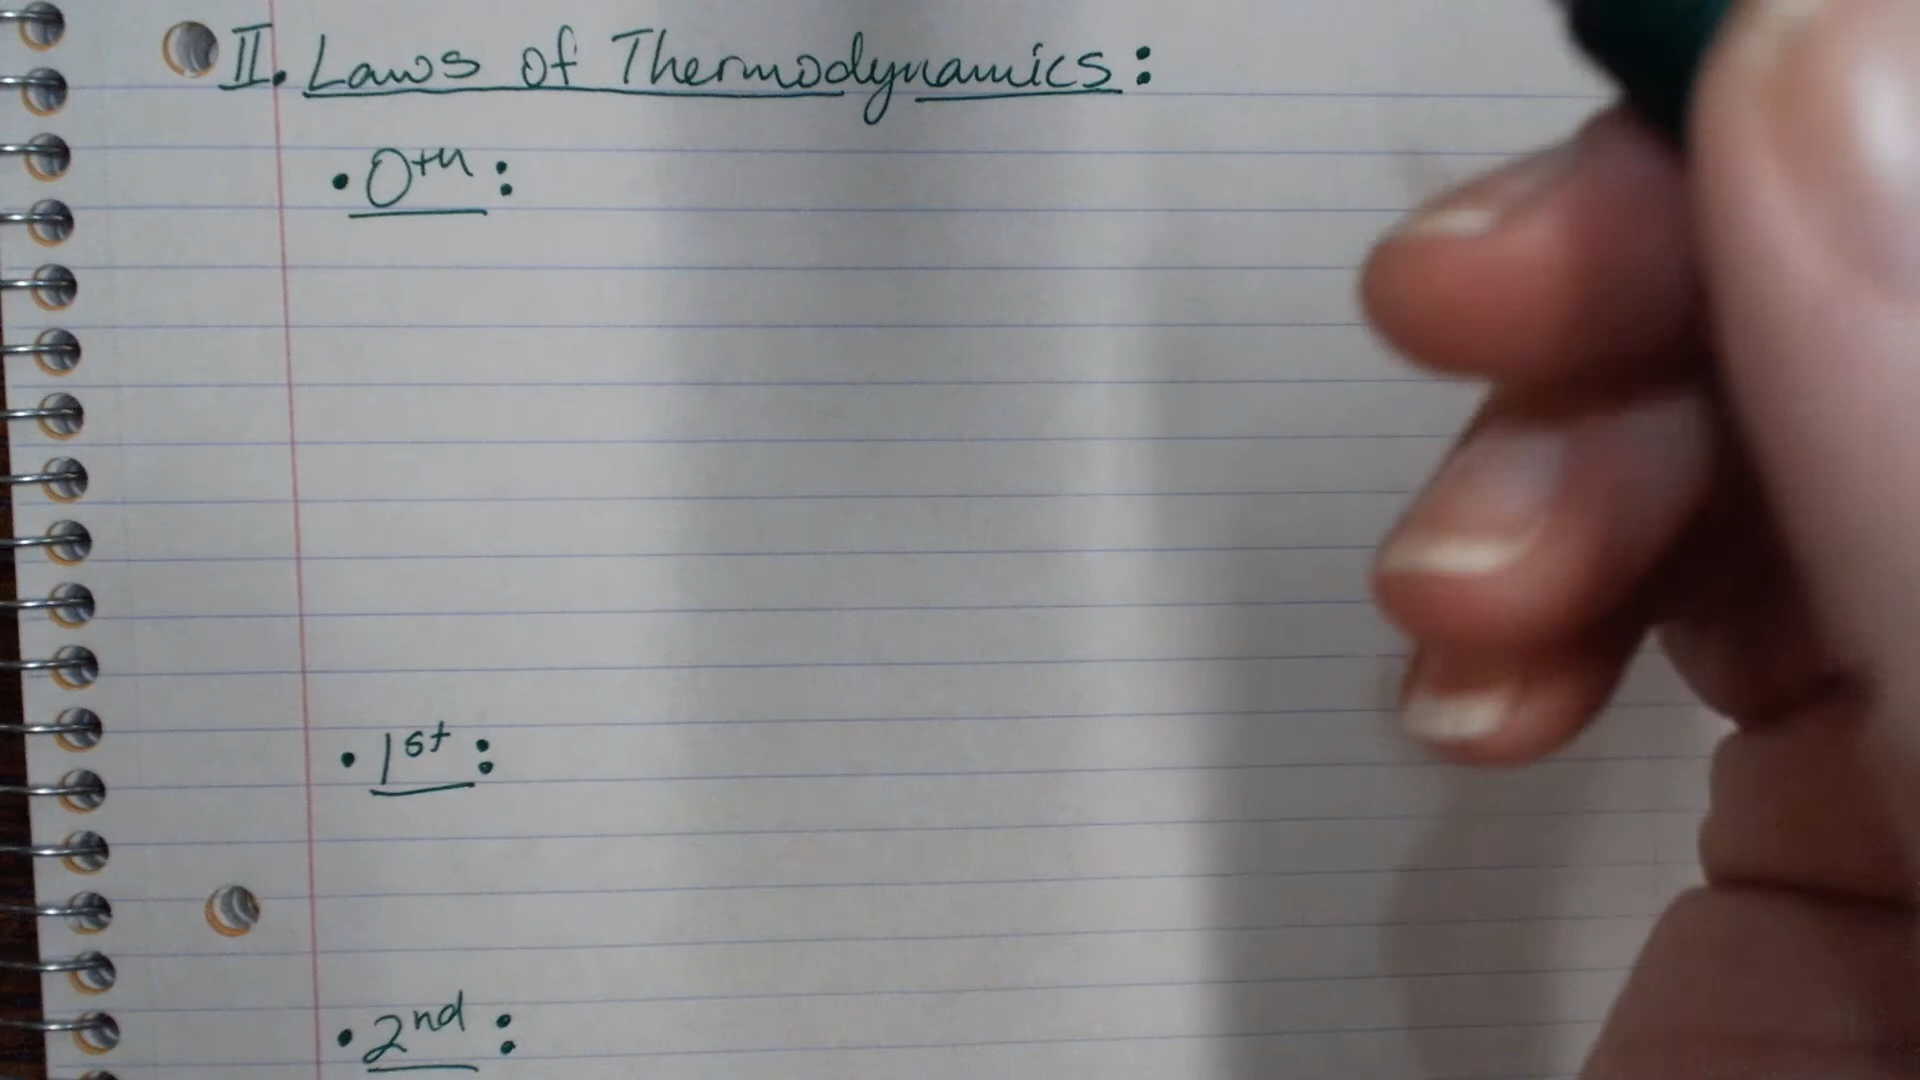 II. Laws of Thermodynamics:
• 0th:
• 1st:
• 2nd: